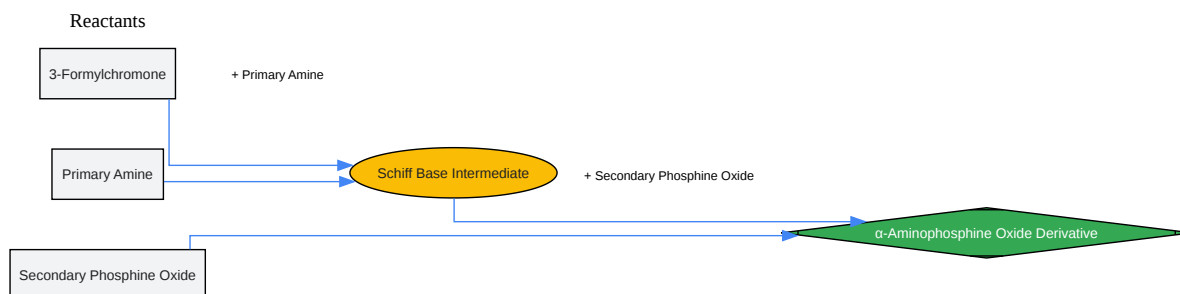 Reactants
3-Formylchromone
+ Primary Amine
Primary Amine
Schiff Base Intermediate
+ Secondary Phosphine Oxide
α-Aminophosphine Oxide Derivative
Secondary Phosphine Oxide